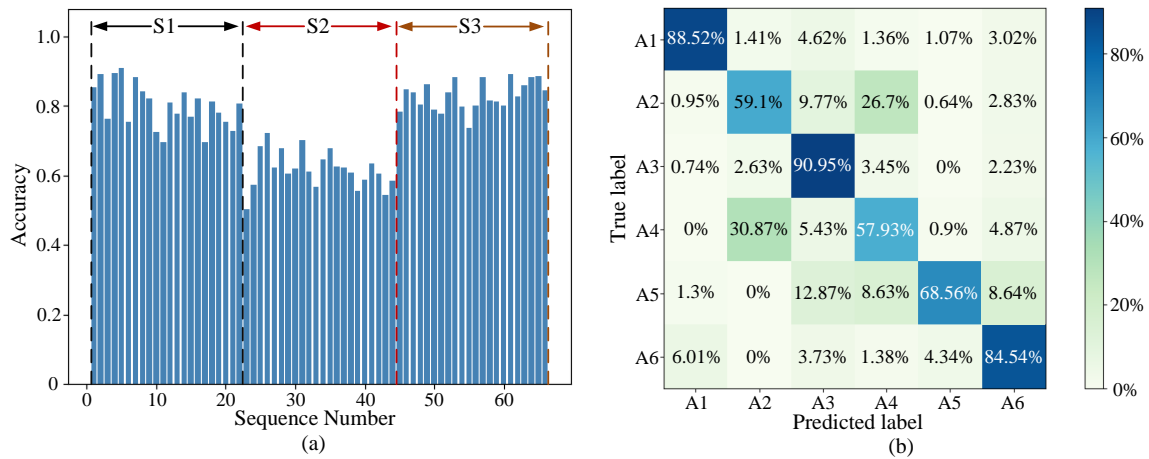 S1 S2 S3
1.0
0.8
0.6
0.4
0.2
0
Accuracy
0 10 20 30 40 50 60
Sequence Number
(a)
A1 88.52% 1.41% 4.62% 1.36% 1.07% 3.02%
A2 0.95% 59.1% 9.77% 26.7% 0.64% 2.83%
A3 0.74% 2.63% 90.95% 3.45% 0% 2.23%
A4 0% 30.87% 5.43% 57.93% 0.9% 4.87%
A5 1.3% 0% 12.87% 8.63% 68.56% 8.64%
A6 6.01% 0% 3.73% 1.38% 4.34% 84.54%
True label
A1 A2 A3 A4 A5 A6
Predicted label
(b)
80%
60%
40%
20%
0%